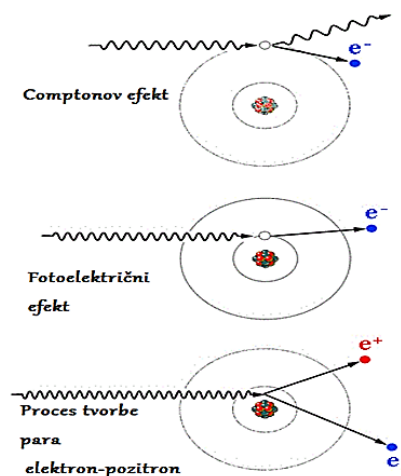 e⁻
Comptonov efekt
e⁻
Fotoelektrični
efekt
e⁺
Proces tvorbe
para
elektron-pozitron
e